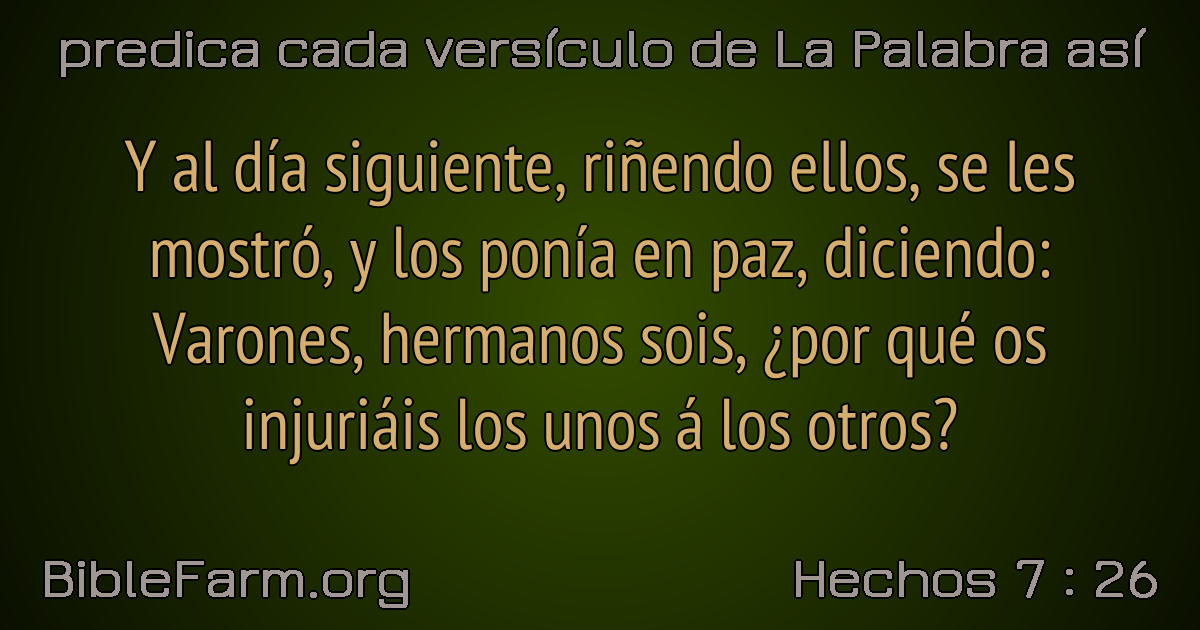 predica cada versículo de La Palabra así
Y al día siguiente, riñendo ellos, se les
mostró, y los ponía en paz, diciendo:
Varones, hermanos sois, ¿por qué os
injuriáis los unos á los otros?
BibleFarm.org
Hechos 7 : 26